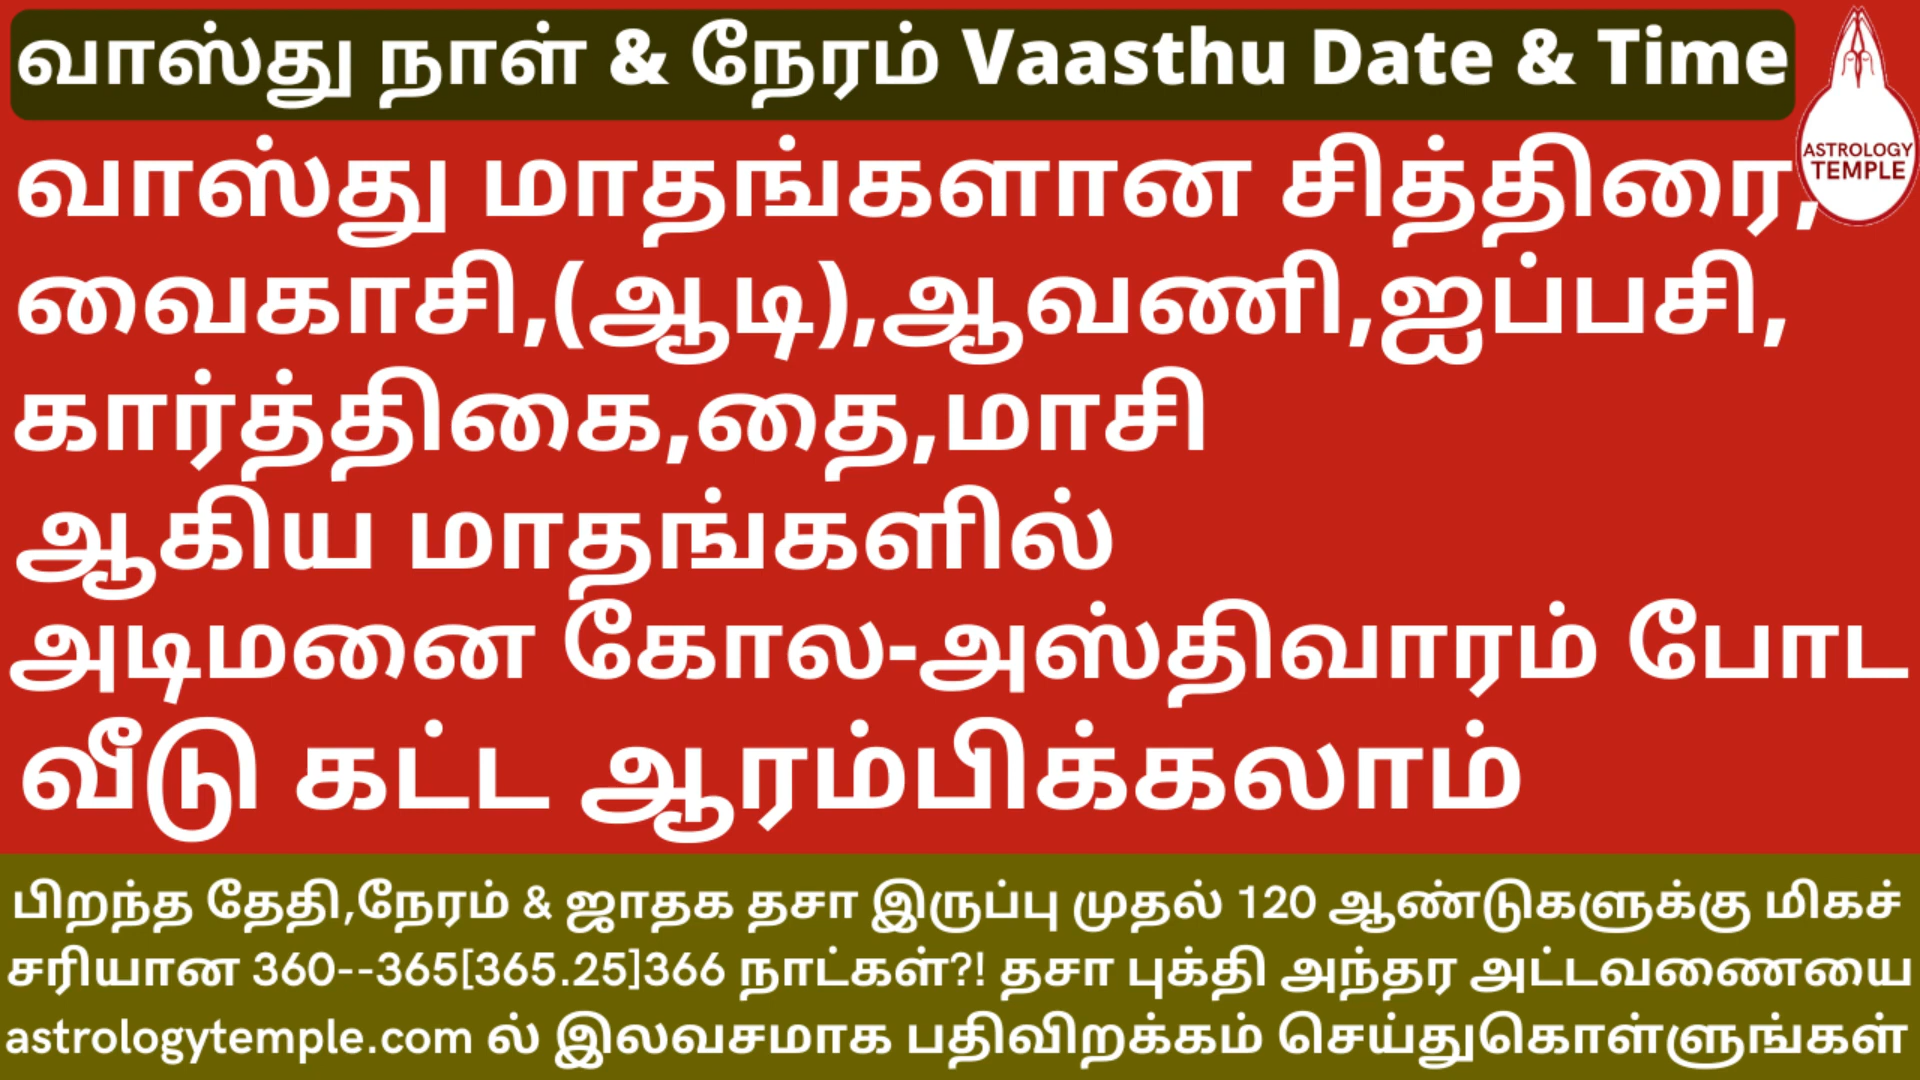 வாஸ்து நாள் & நேரம் Vaasthu Date & Time
ASTROLOGY
TEMPLE
வாஸ்து மாதங்களான சித்திரை,
வைகாசி,(ஆடி),ஆவணி,ஐப்பசி,
கார்த்திகை,தை,மாசி
ஆகிய மாதங்களில்
அடிமனை கோல-அஸ்திவாரம் போட
வீடு கட்ட ஆரம்பிக்கலாம்
பிறந்த தேதி,நேரம் & ஜாதக தசா இருப்பு முதல் 120 ஆண்டுகளுக்கு மிகச்
சரியான 360--365[365.25]366 நாட்கள்?! தசா புக்தி அந்தர அட்டவணையை
astrologytemple.com ல் இலவசமாக பதிவிறக்கம் செய்துகொள்ளுங்கள்